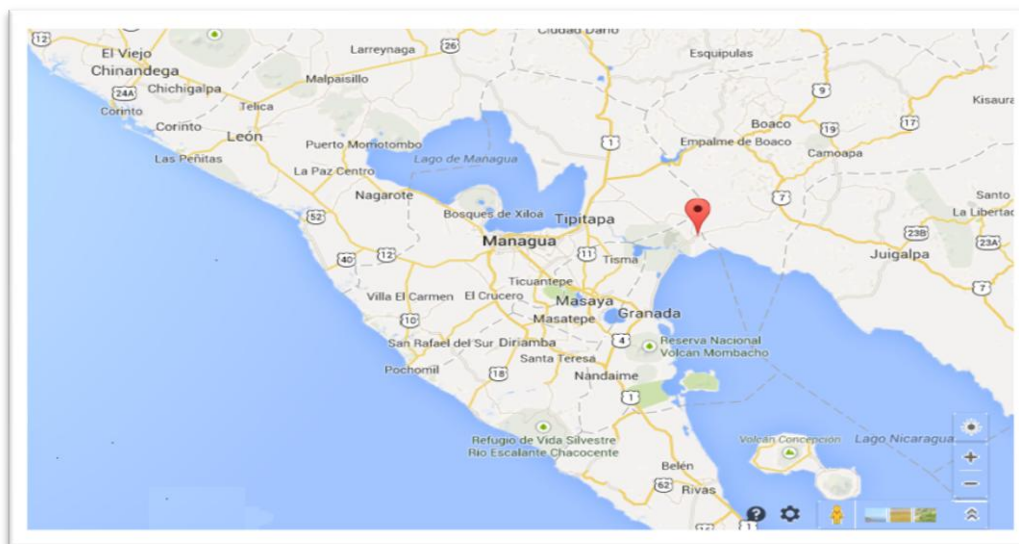 Ciudad Darío
12
El Viejo
Larreynaga
26
Esquipulas
Chinandega
Malpaisillo
9
Kisaura
24A
Chichigalpa
Corinto
Telica
Boaco
17
Corinto
León
19
Puerto Momotombo
1
Empalme de Boaco
Las Peñitas
Lago de Managua
Camoapa
La Paz Centro
Nagarote
7
Santo
52
Bosques de Xiloa
Tipitapa
La Libertad
23B
Managua
23A
40
12
11
Tisma
Juigalpa
Ticuantepe
7
Villa El Carmen
El Crucero
Masaya
10
Masatepe
Granada
San Rafael del Sur
Diriamba
4
Reserva Nacional
Volcan Mombacho
Santa Teresa
Pochomil
18
Nandaime
1
Refugio de Vida Silvestre
Rio Escalante Chacocente
Volcán Concepción
Lago Nicaragua
+
Belén
62
Rivas
−
?
1